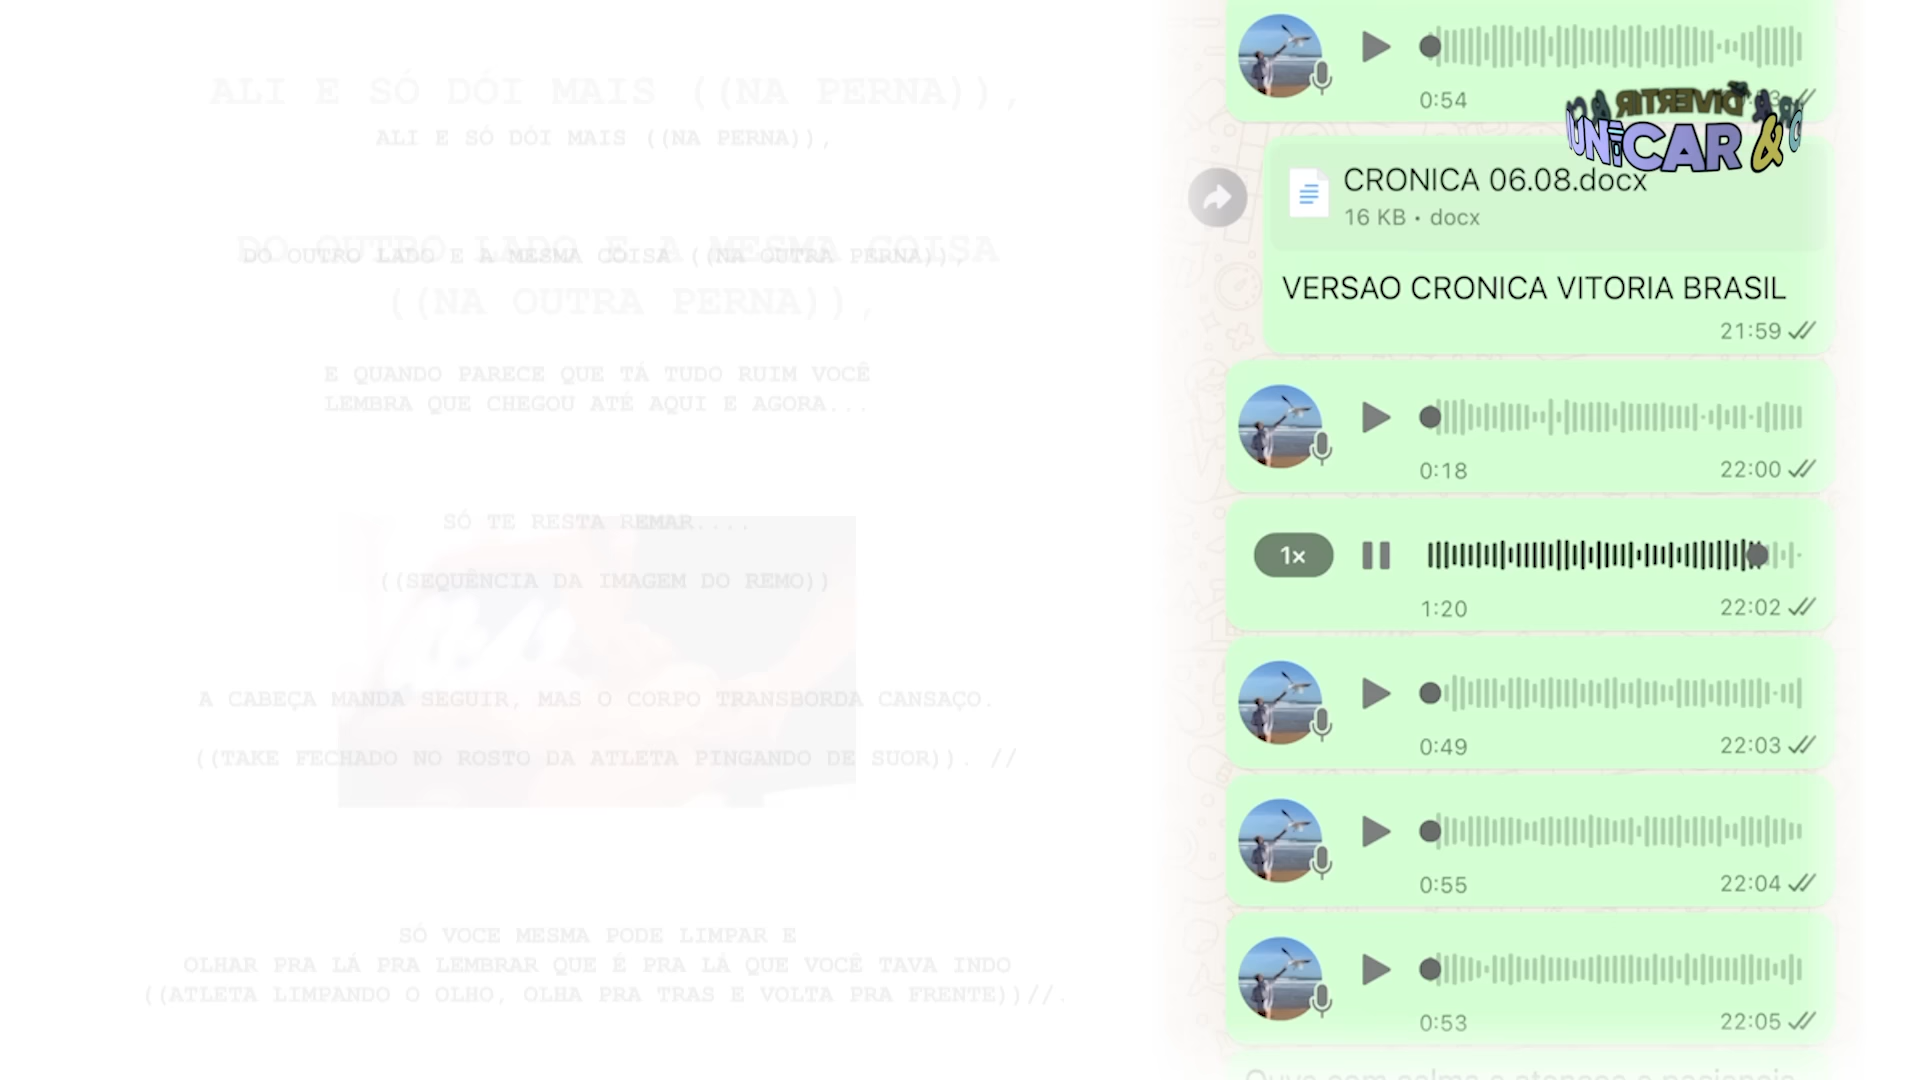 ALI E SÓ DÓI MAIS ((NA PERNA)),
ALI E SÓ DÓI MAIS ((NA PERNA)),
DO OUTRO LADO E A MESMA COISA
DO OUTRO LADO E A MESMA COISA ((NA OUTRA PERNA)),
((NA OUTRA PERNA)),
E QUANDO PARECE QUE TÁ TUDO RUIM VOCÊ
LEMBRA QUE CHEGOU ATÉ AQUI E AGORA...
SÓ TE RESTA REMAR....
((SEQUÊNCIA DA IMAGEM DO REMO))
A CABEÇA MANDA SEGUIR, MAS O CORPO TRANSBORDA CANSAÇO.
((TAKE FECHADO NO ROSTO DA ATLETA PINGANDO DE SUOR)). //
SÓ VOCE MESMA PODE LIMPAR E
OLHAR PRA LÁ PRA LEMBRAR QUE É PRA LÁ QUE VOCÊ TAVA INDO
((ATLETA LIMPANDO O OLHO, OLHA PRA TRAS E VOLTA PRA FRENTE))//.
0:54
DIVERTIR &
UNICAR & C
CRONICA 06.08.docx
16 KB • docx
VERSAO CRONICA VITORIA BRASIL
21:59
0:18 22:00
1x
1:20 22:02
0:49 22:03
0:55 22:04
0:53 22:05